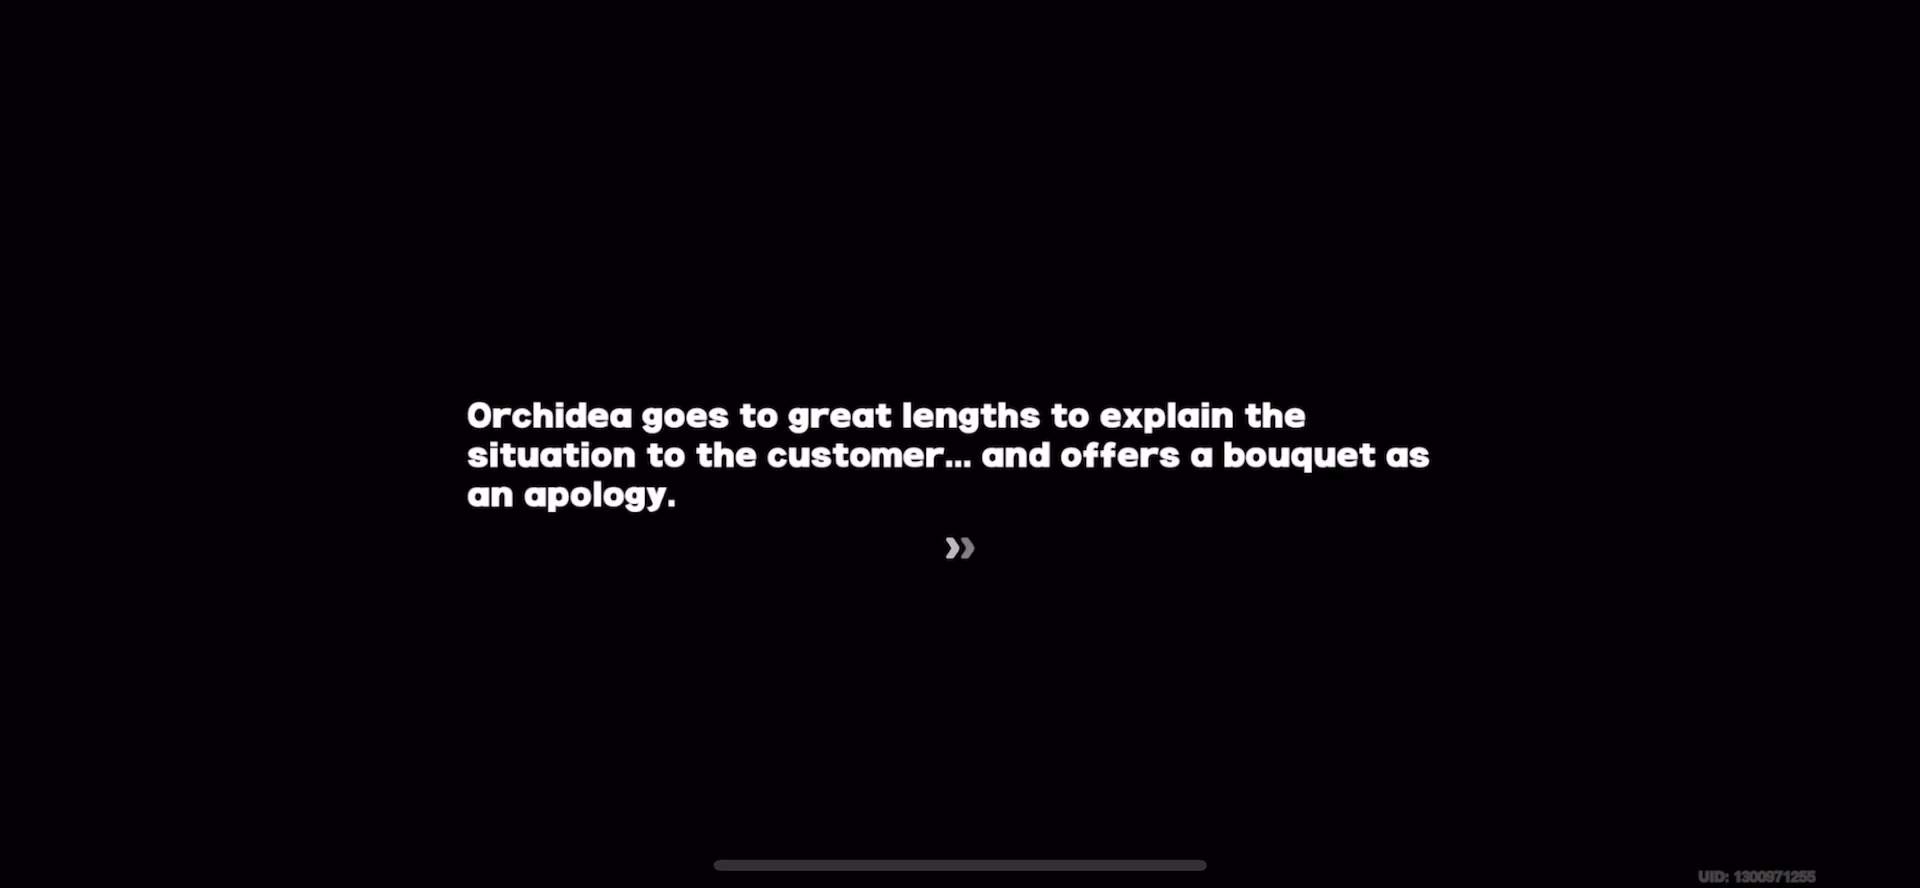 Orchidea goes to great lengths to explain the
situation to the customer... and offers a bouquet as
an apology.
UID: 1300971255